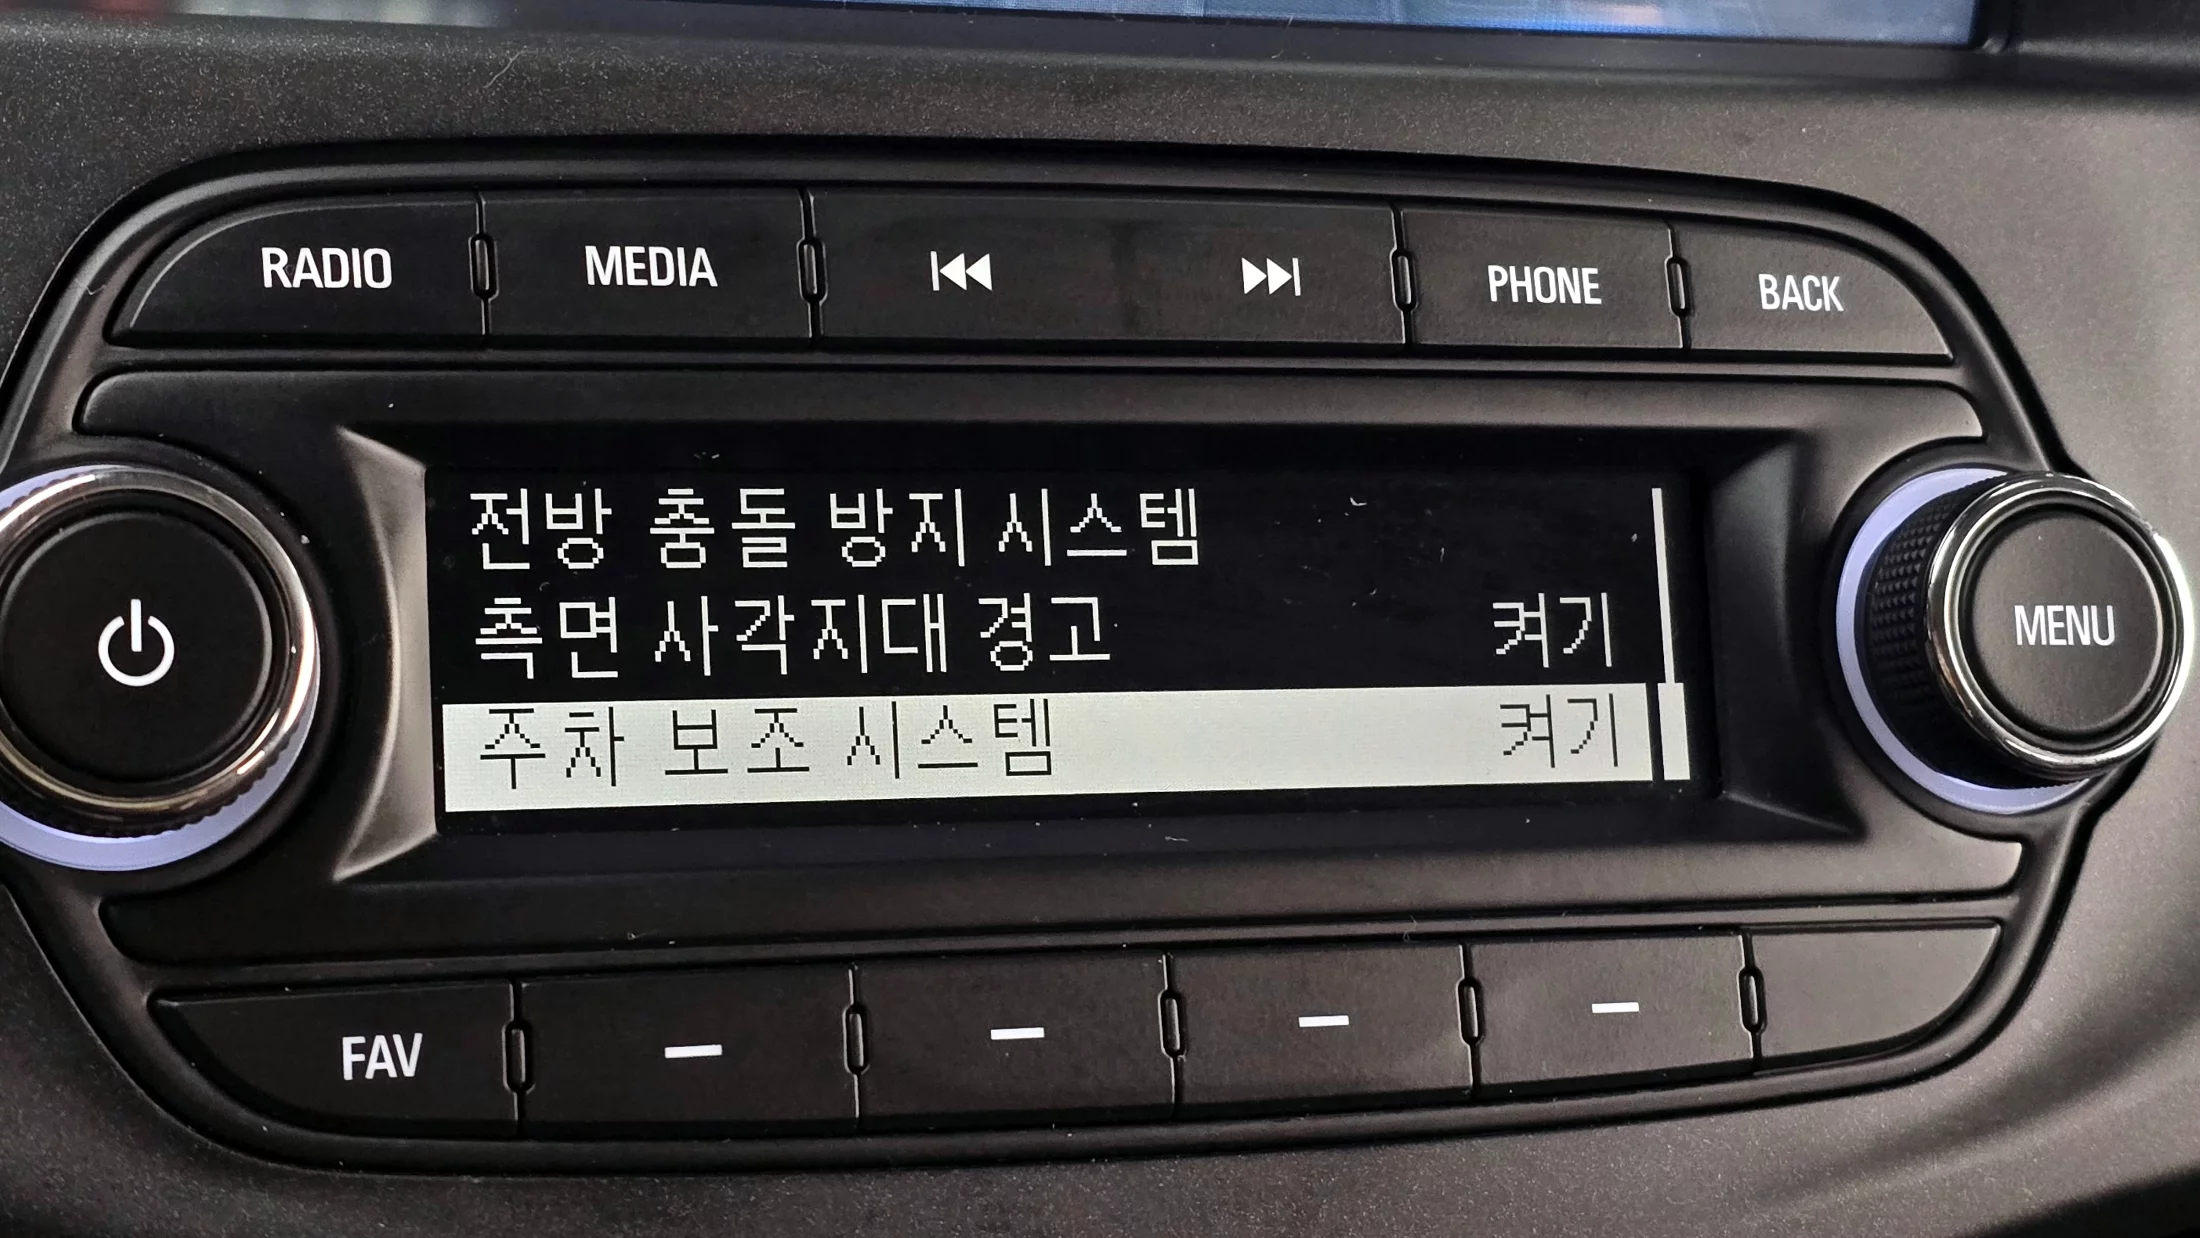 RADIO MEDIA PHONE BACK
전방 충돌 방지 시스템
측면 사각지대 경고 켜기
주차 보조 시스템 켜기
MENU
FAV